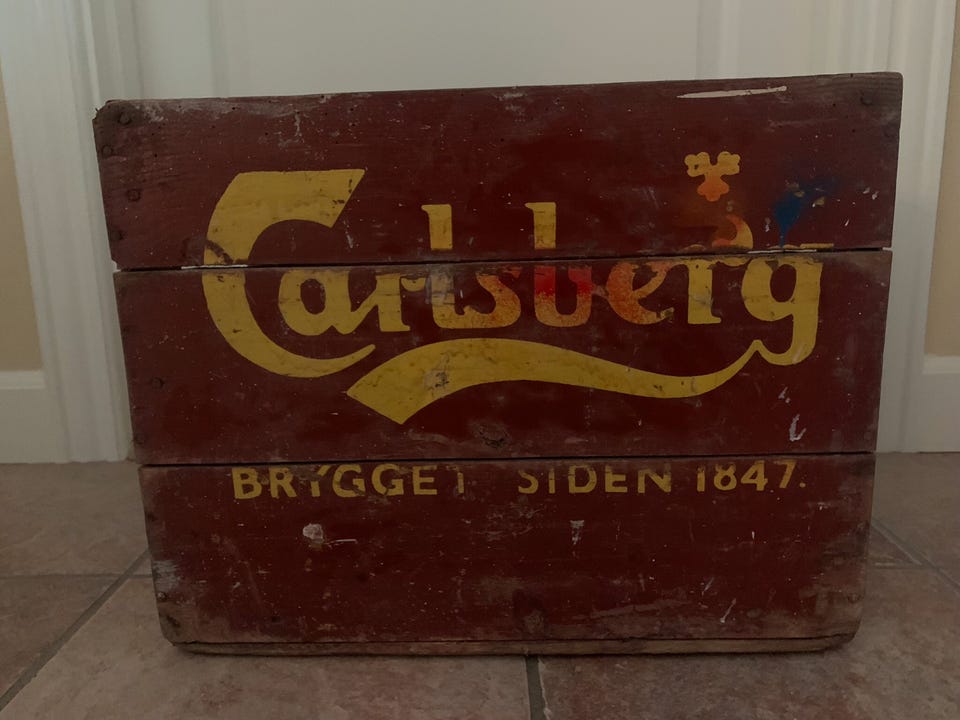 Carlsberg
BRYGGET SIDEN 1847.